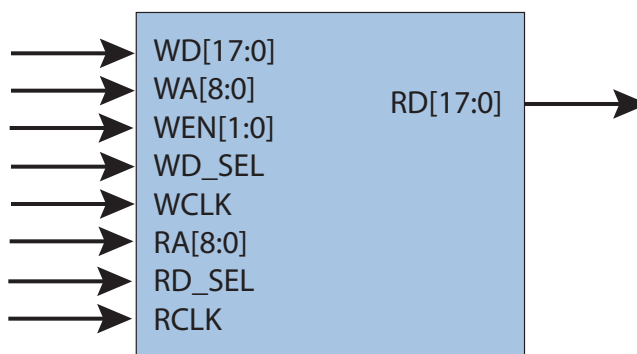 WD[17:0]
WA[8:0]
RD[17:0]
WEN[1:0]
WD_SEL
WCLK
RA[8:0]
RD_SEL
RCLK